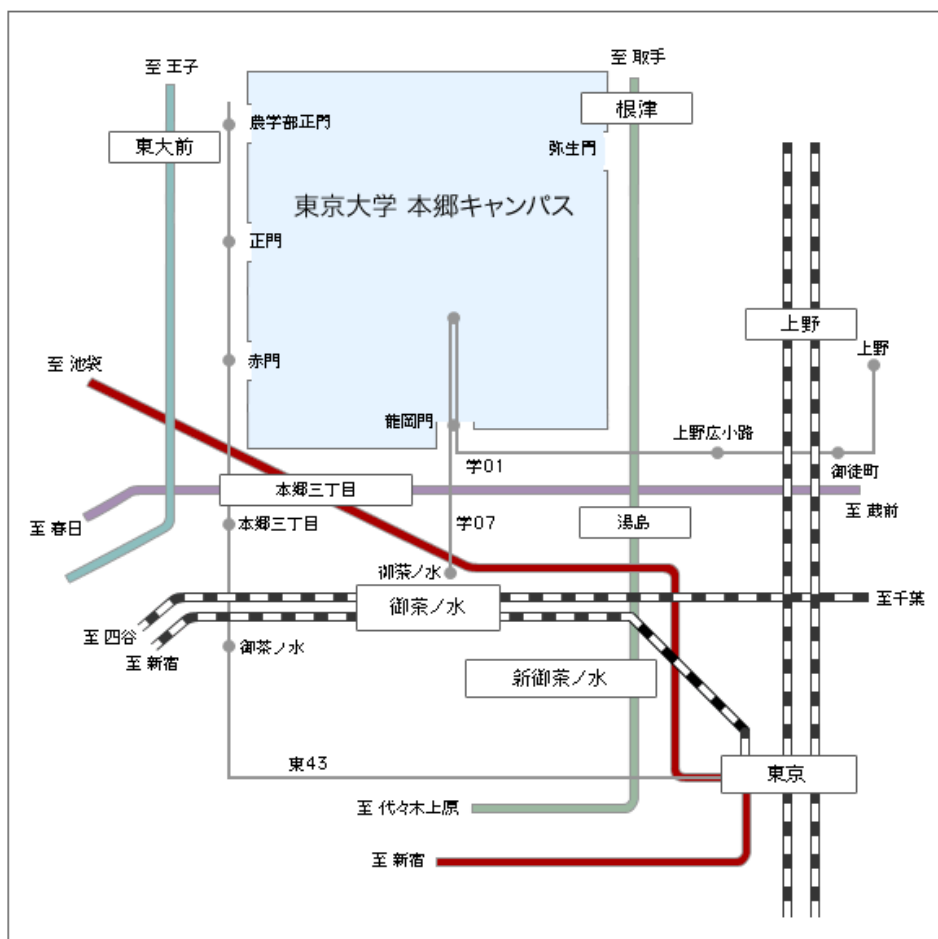 至 王子
至 取手
根津
農学部正門
東大前
弥生門
東京大学 本郷キャンパス
正門
上野
上野
至 池袋
赤門
龍岡門
上野広小路
学01
御徒町
本郷三丁目
至 蔵前
至 春日
本郷三丁目
学07
湯島
御茶ノ水
御茶ノ水
至千葉
至 四谷
至 新宿
御茶ノ水
新御茶ノ水
東43
東京
至 代々木上原
至 新宿